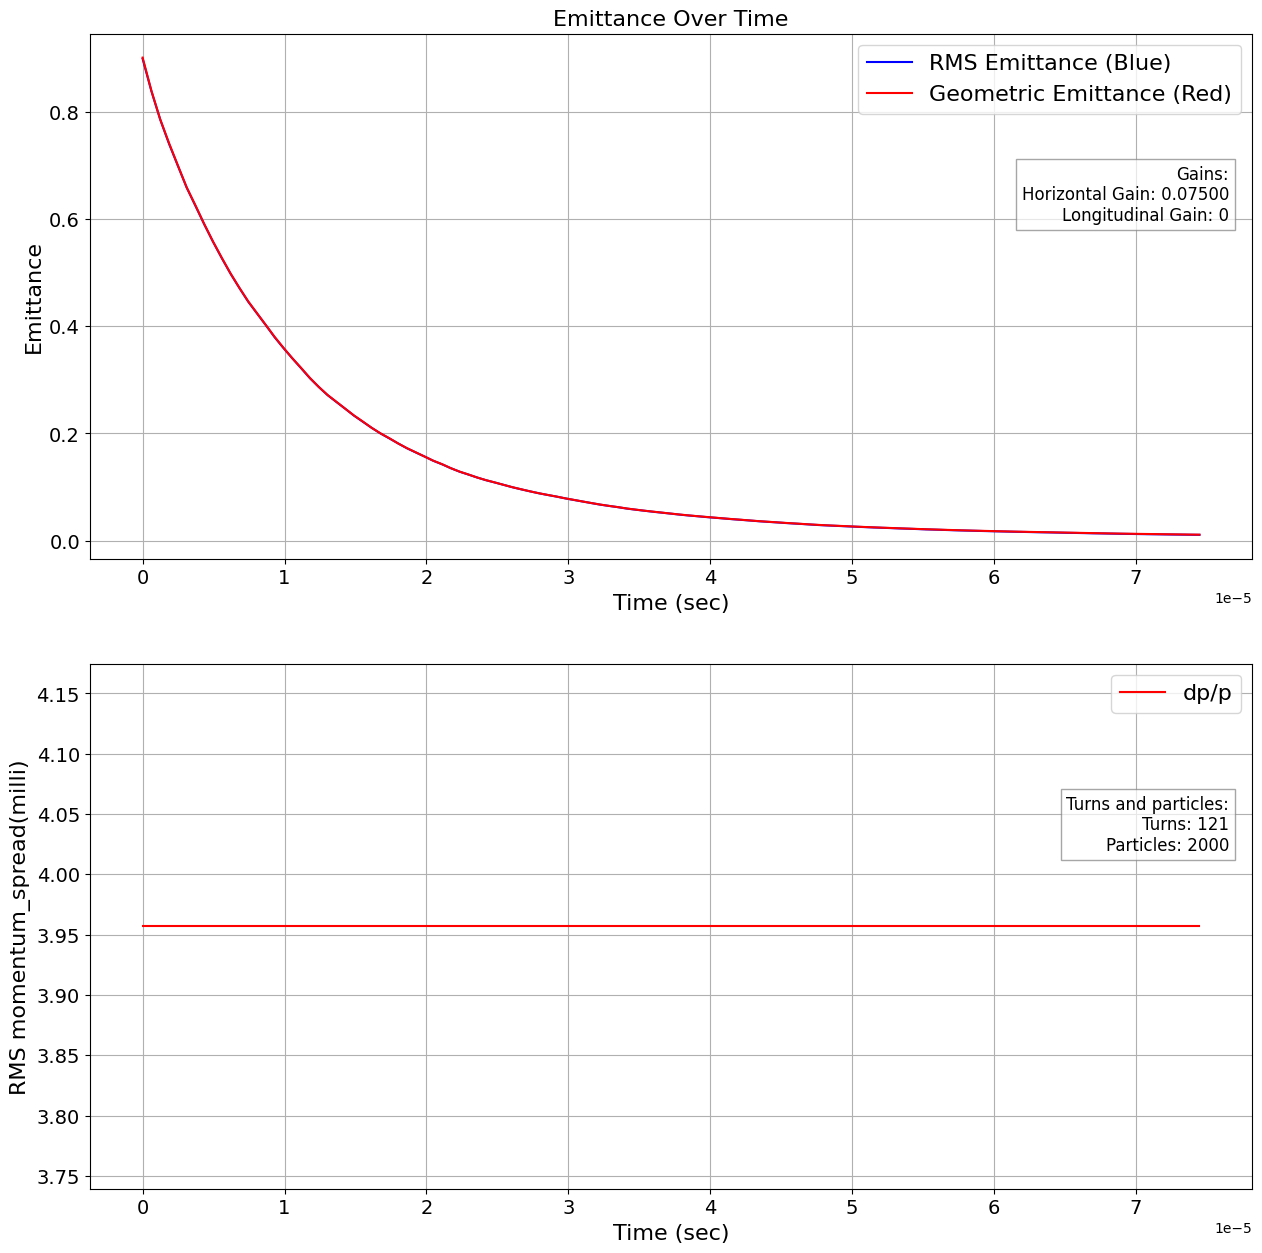 Emittance Over Time
RMS Emittance (Blue)
Geometric Emittance (Red)
Gains:
Horizontal Gain: 0.07500
Longitudinal Gain: 0
Emittance
0.8
0.6
0.4
0.2
0.0
0 1 2 3 4 5 6 7
1e−5
Time (sec)
dp/p
Turns and particles:
Turns: 121
Particles: 2000
RMS momentum_spread(milli)
4.15
4.10
4.05
4.00
3.95
3.90
3.85
3.80
3.75
0 1 2 3 4 5 6 7
1e−5
Time (sec)